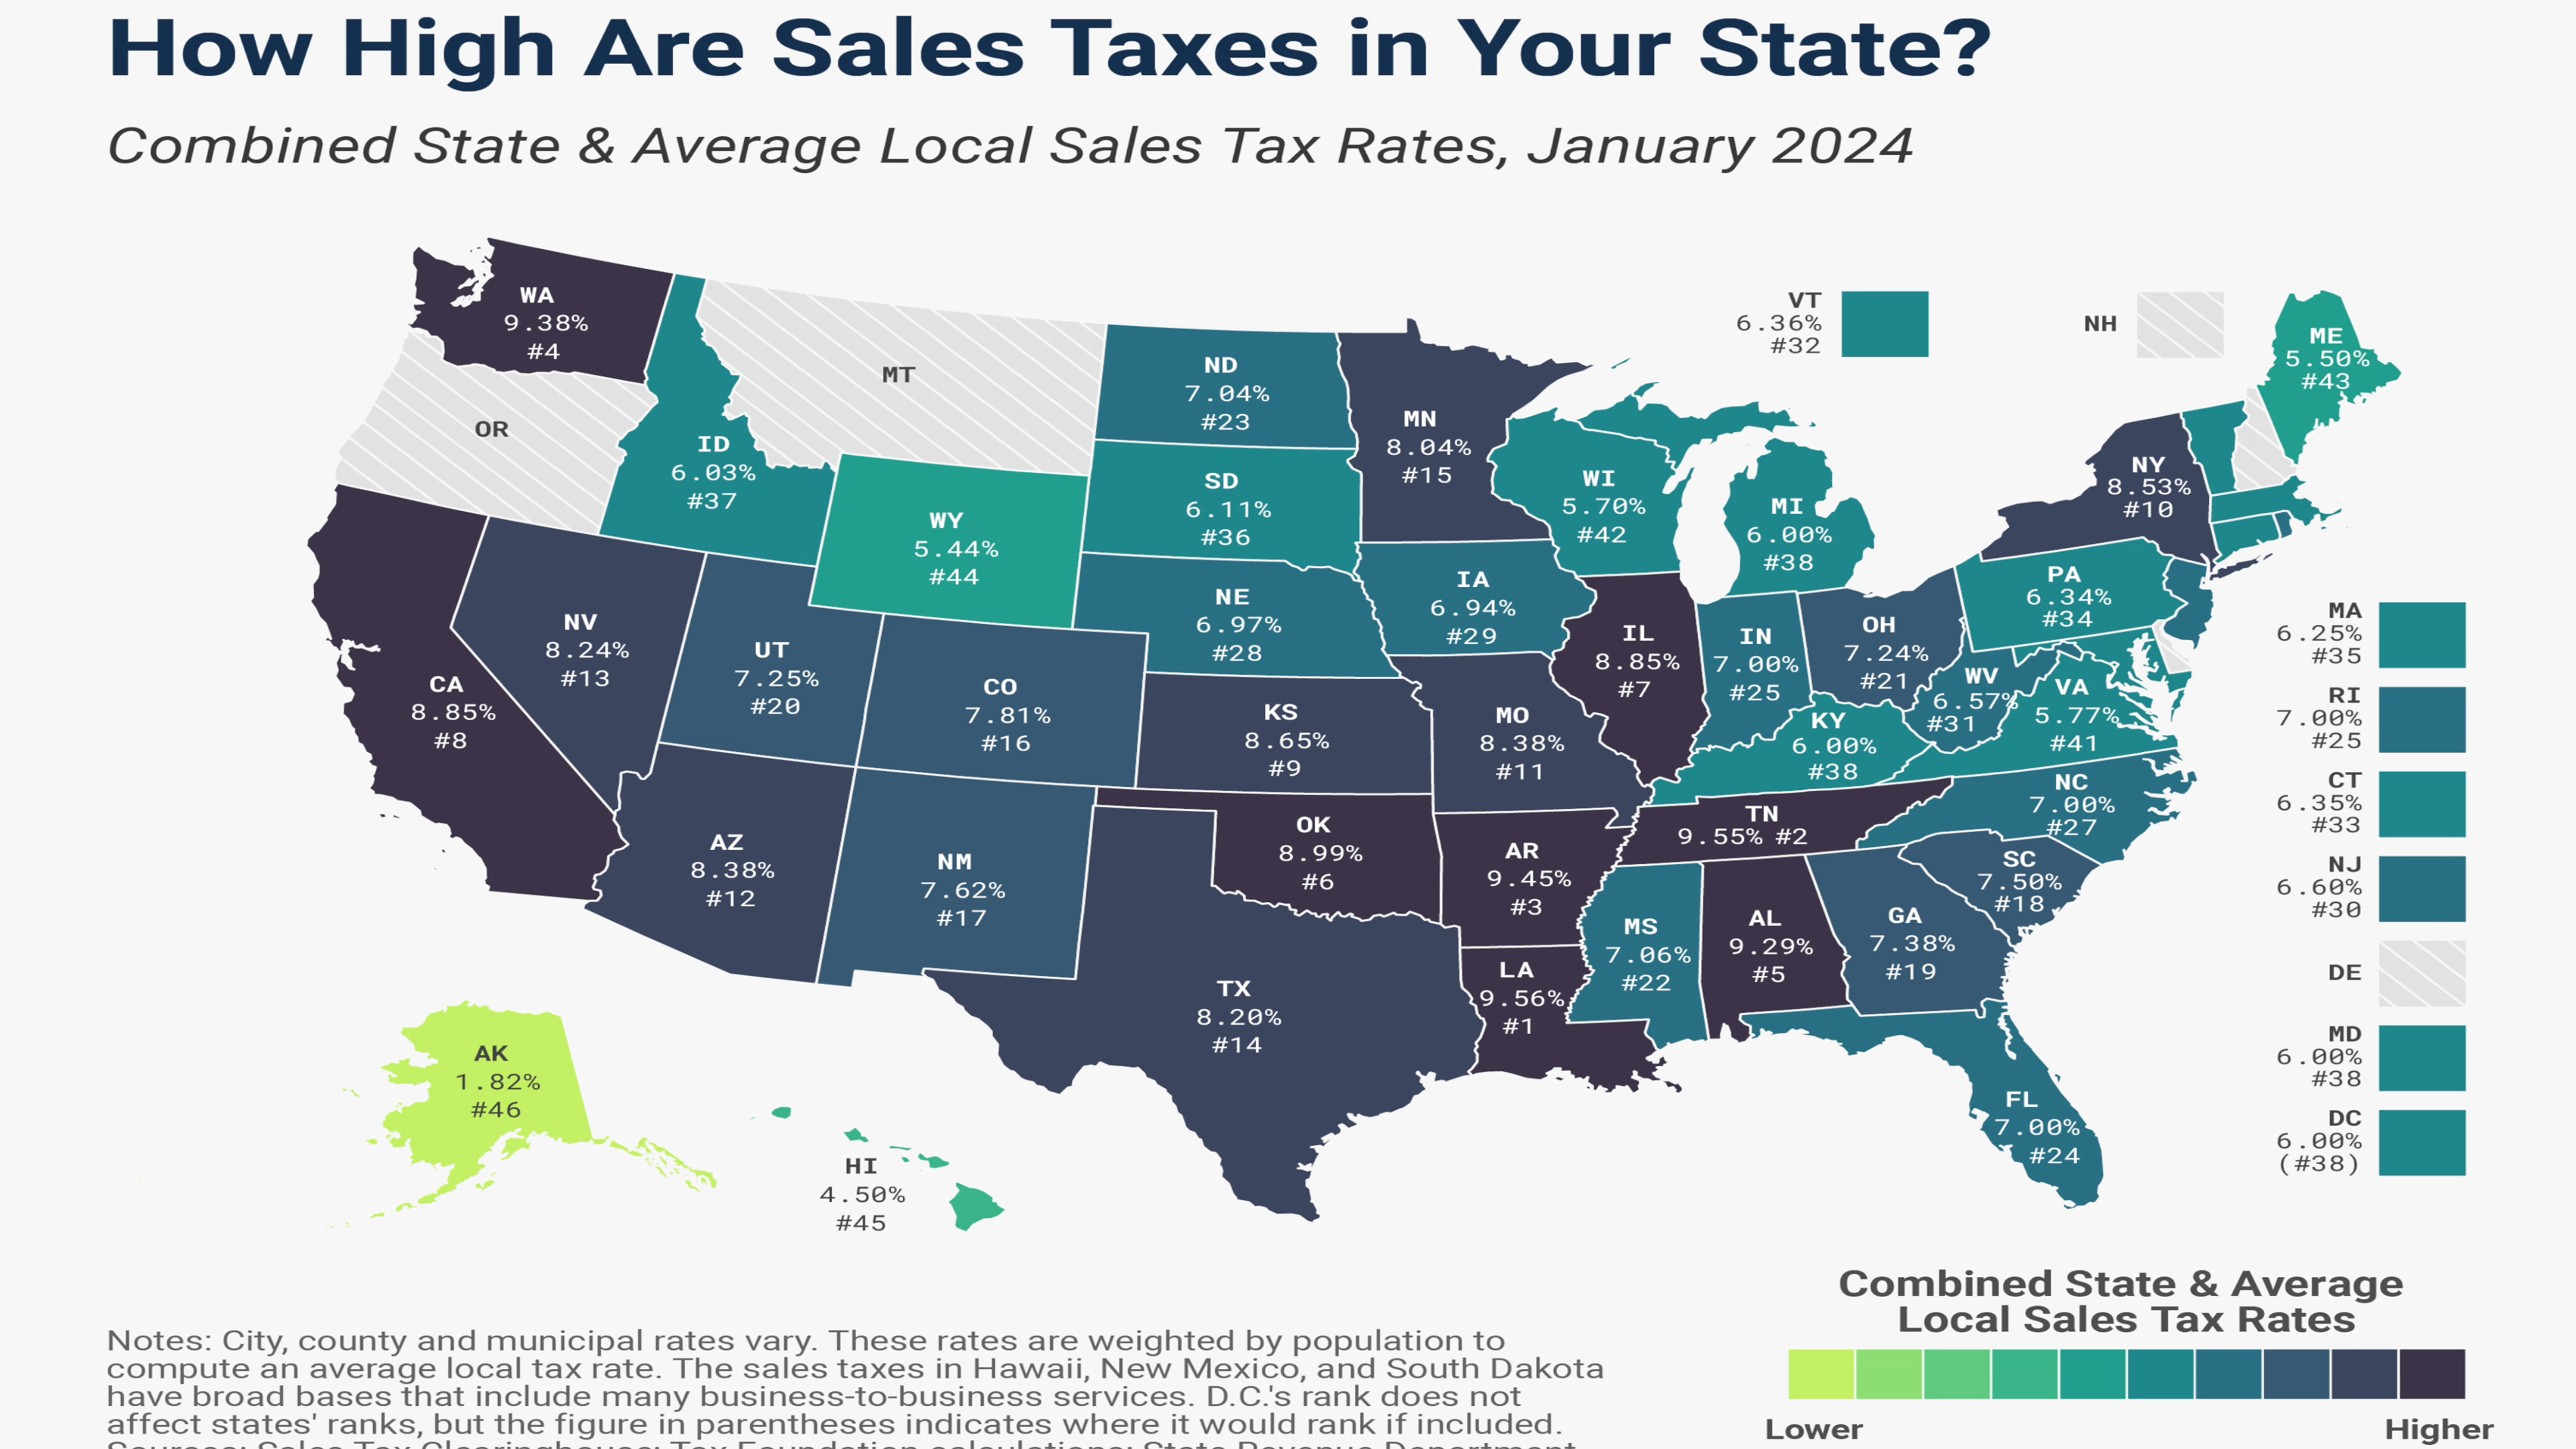 How High Are Sales Taxes in Your State?
Combined State & Average Local Sales Tax Rates, January 2024
WA
9.38%
#4
OR
MT
ID
6.03%
#37
WY
5.44%
#44
NV
8.24%
#13
CA
8.85%
#8
UT
7.25%
#20
CO
7.81%
#16
AZ
8.38%
#12
NM
7.62%
#17
ND
7.04%
#23
SD
6.11%
#36
NE
6.97%
#28
KS
8.65%
#9
OK
8.99%
#6
TX
8.20%
#14
MN
8.04%
#15
IA
6.94%
#29
MO
8.38%
#11
AR
9.45%
#3
LA
9.56%
#1
WI
5.70%
#42
IL
8.85%
#7
MI
6.00%
#38
IN
7.00%
#25
OH
7.24%
#21
KY
6.00%
#38
TN
9.55% #2
MS
7.06%
#22
AL
9.29%
#5
GA
7.38%
#19
FL
7.00%
#24
SC
7.50%
#18
NC
7.00%
#27
WV
6.57%
#31
VA
5.77%
#41
PA
6.34%
#34
NY
8.53%
#10
VT
6.36%
#32
NH
ME
5.50%
#43
MA
6.25%
#35
RI
7.00%
#25
CT
6.35%
#33
NJ
6.60%
#30
DE
MD
6.00%
#38
DC
6.00%
(#38)
AK
1.82%
#46
HI
4.50%
#45
Combined State & Average
Local Sales Tax Rates
Lower
Higher
Notes: City, county and municipal rates vary. These rates are weighted by population to
compute an average local tax rate. The sales taxes in Hawaii, New Mexico, and South Dakota
have broad bases that include many business-to-business services. D.C.'s rank does not
affect states' ranks, but the figure in parentheses indicates where it would rank if included.
Sources: Sales Tax Clearinghouse; Tax Foundation calculations; State Revenue Department